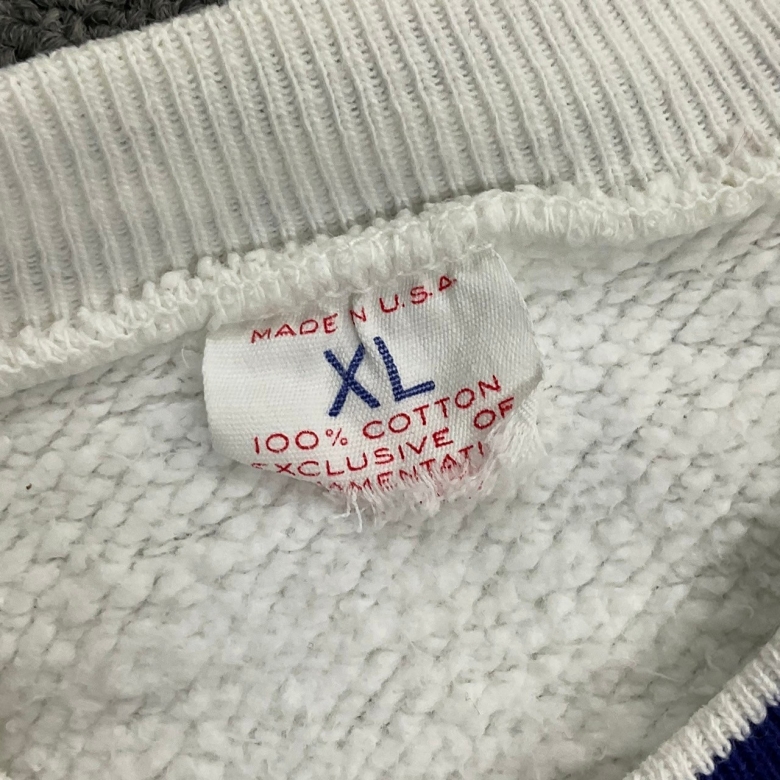 MADE N U.S.A.
XL
100% COTTON
EXCLUSIVE OF